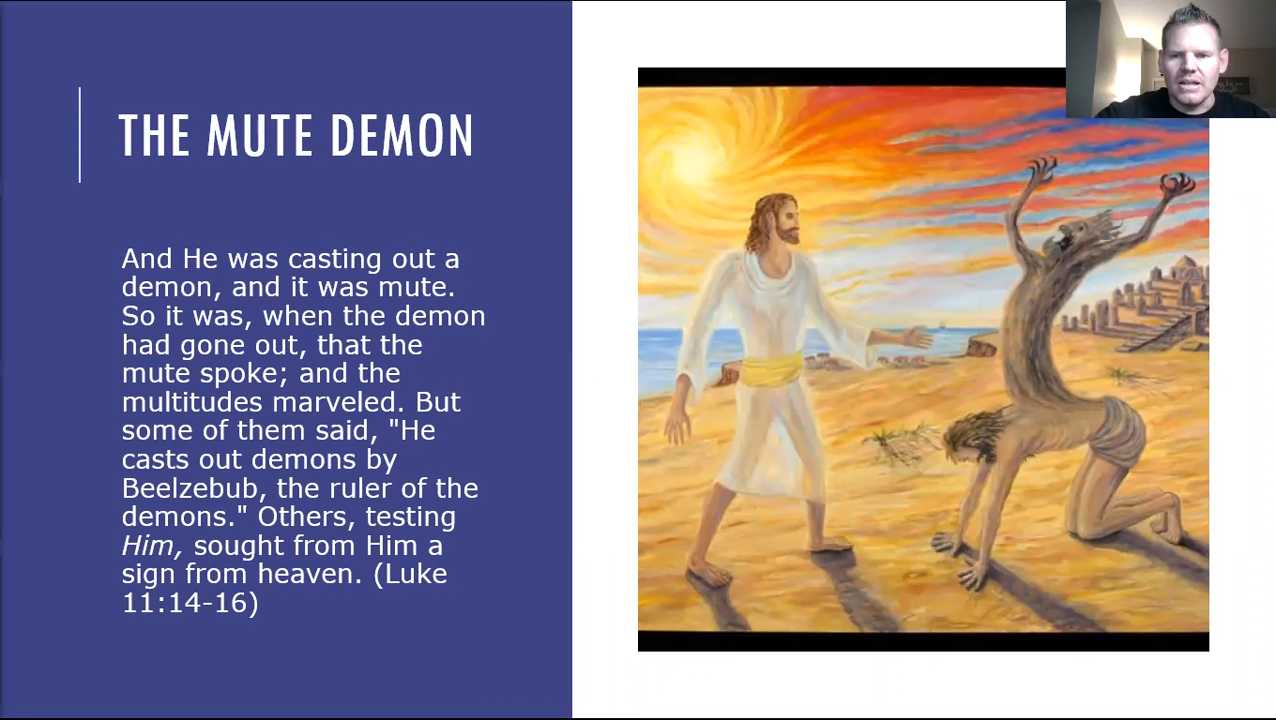 THE MUTE DEMON
And He was casting out a
demon, and it was mute.
So it was, when the demon
had gone out, that the
mute spoke; and the
multitudes marveled. But
some of them said, "He
casts out demons by
Beelzebub, the ruler of the
demons." Others, testing
Him, sought from Him a
sign from heaven. (Luke
11:14-16)